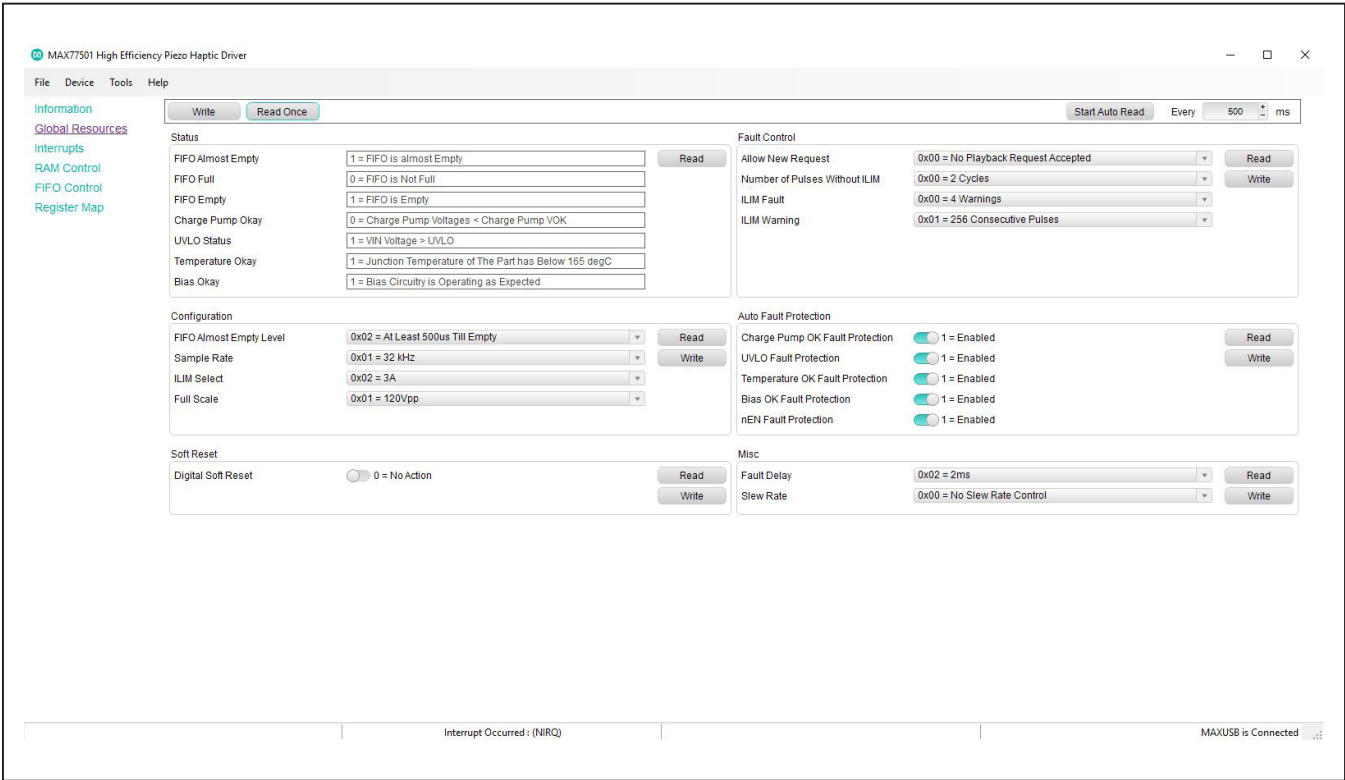 MAX77501 High Efficiency Piezo Haptic Driver
File Device Tools Help
Information
Global Resources
Interrupts
RAM Control
FIFO Control
Register Map
Write Read Once Start Auto Read Every 500 ms
Status
FIFO Almost Empty 1 = FIFO is almost Empty Read
FIFO Full 0 = FIFO is Not Full
FIFO Empty 1 = FIFO is Empty
Charge Pump Okay 0 = Charge Pump Voltages < Charge Pump VOK
UVLO Status 1 = VIN Voltage > UVLO
Temperature Okay 1 = Junction Temperature of The Part has Below 165 degC
Bias Okay 1 = Bias Circuitry is Operating as Expected
Fault Control
Allow New Request 0x00 = No Playback Request Accepted Read
Number of Pulses Without ILIM 0x00 = 2 Cycles Write
ILIM Fault 0x00 = 4 Warnings
ILIM Warning 0x01 = 256 Consecutive Pulses
Configuration
FIFO Almost Empty Level 0x02 = At Least 500us Till Empty Read
Sample Rate 0x01 = 32 kHz Write
ILIM Select 0x02 = 3A
Full Scale 0x01 = 120Vpp
Auto Fault Protection
Charge Pump OK Fault Protection 1 = Enabled Read
UVLO Fault Protection 1 = Enabled Write
Temperature OK Fault Protection 1 = Enabled
Bias OK Fault Protection 1 = Enabled
nEN Fault Protection 1 = Enabled
Soft Reset
Digital Soft Reset 0 = No Action Read
Write
Misc
Fault Delay 0x02 = 2ms Read
Slew Rate 0x00 = No Slew Rate Control Write
Interrupt Occurred : (NIRQ) MAXUSB is Connected